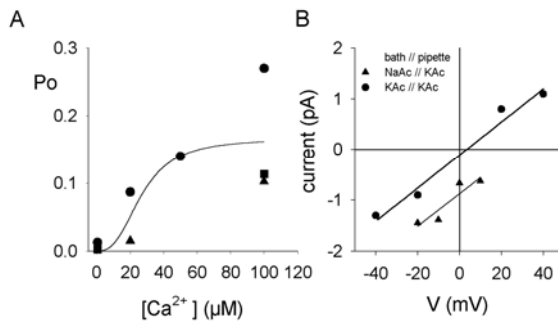 A
B
0.3
0.2
0.1
0.0
Po
0 20 40 60 80 100 120
[Ca2+] (µM)
2
1
0
-1
-2
current (pA)
bath // pipette
NaAc // KAc
KAc // KAc
-40 -20 0 20 40
V (mV)